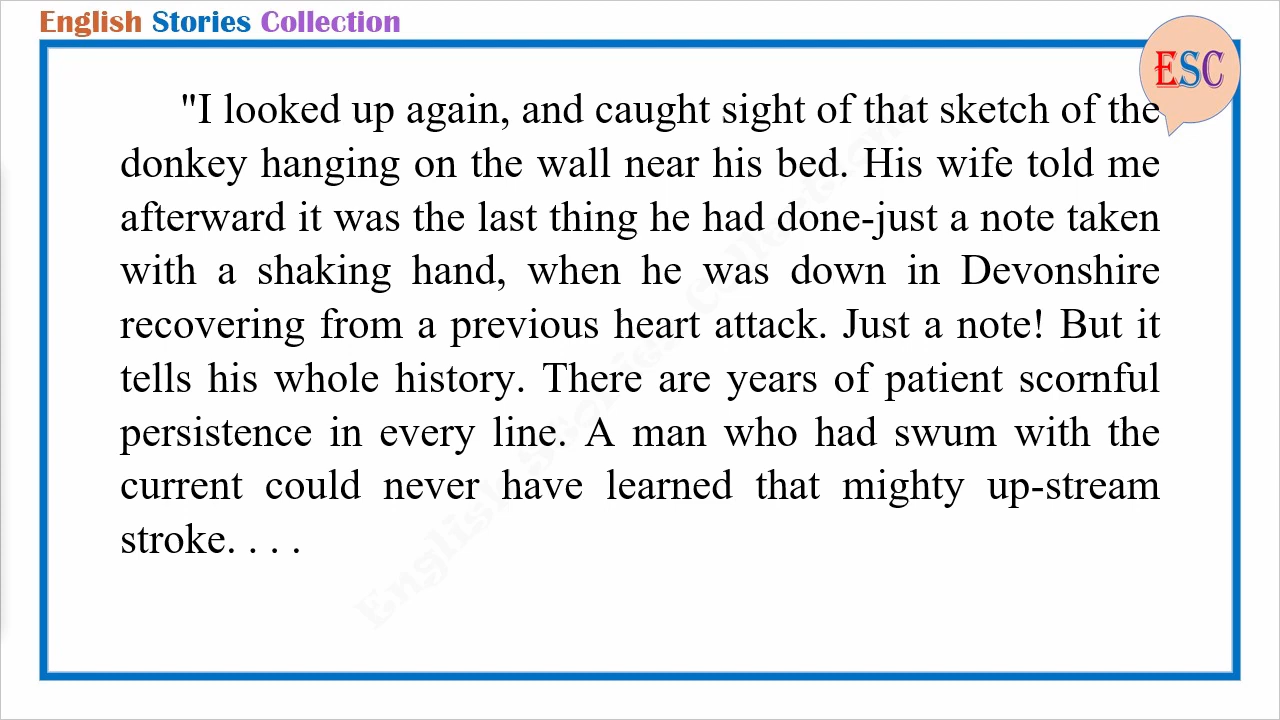 English Stories Collection
ESC
"I looked up again, and caught sight of that sketch of the
donkey hanging on the wall near his bed. His wife told me
afterward it was the last thing he had done-just a note taken
with a shaking hand, when he was down in Devonshire
recovering from a previous heart attack. Just a note! But it
tells his whole history. There are years of patient scornful
persistence in every line. A man who had swum with the
current could never have learned that mighty up-stream
stroke. . . .
English Stories Collection